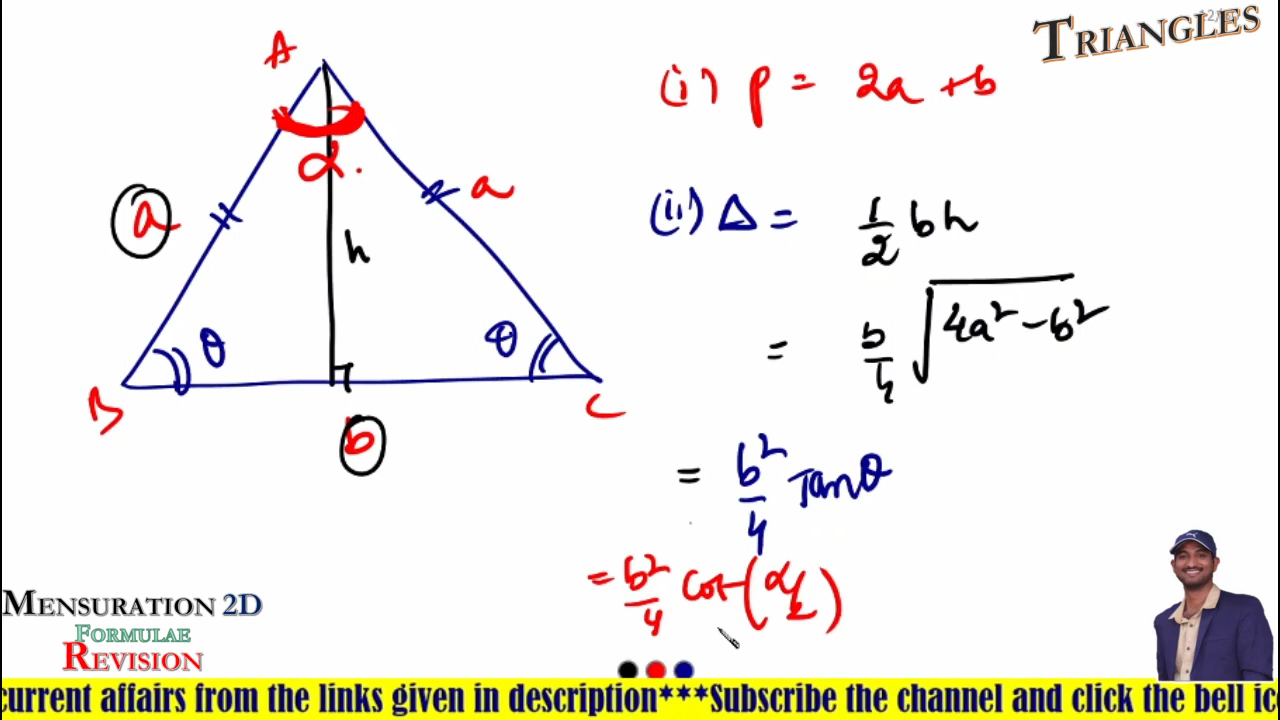 TRIANGLES
A
(i) P = 2a + b
α.
a
a
(ii) Δ = 1/2 bh
h
= b/4 √(4a² - b²)
θ
θ
B
C
b
= b²/4 Tanθ
= b²/4 cot(α/2)
MENSURATION 2D
FORMULAE
REVISION
current affairs from the links given in description***Subscribe the channel and click the bell ic